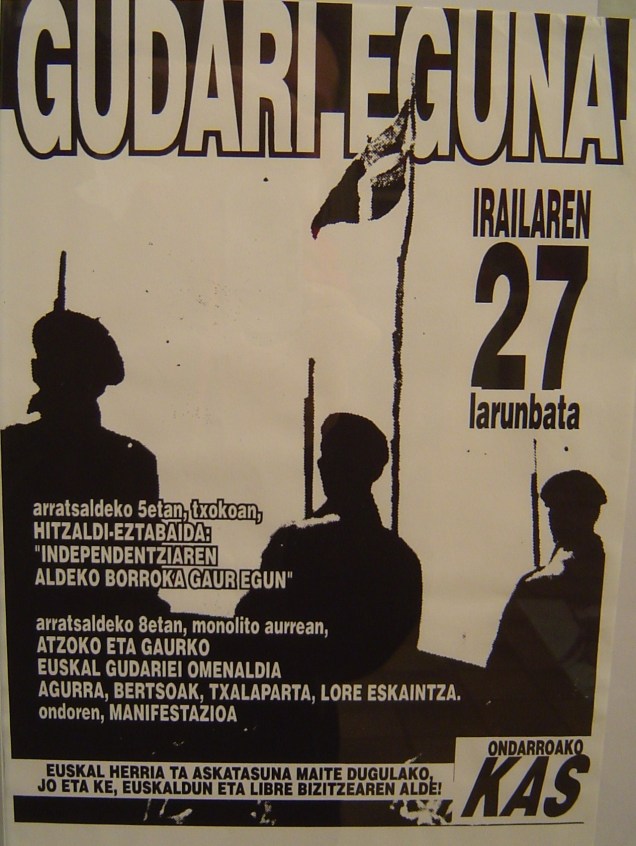 GUDARI EGUNA
IRAILAREN
27
larunbata
arratsaldeko 5etan, txokoan,
HITZALDI-EZTABAIDA:
"INDEPENDENTZIAREN
ALDEKO BORROKA GAUR EGUN"
arratsaldeko 8etan, monolito aurrean,
ATZOKO ETA GAURKO
EUSKAL GUDARIEI OMENALDIA
AGURRA, BERTSOAK, TXALAPARTA, LORE ESKAINTZA.
ondoren, MANIFESTAZIOA
EUSKAL HERRIA TA ASKATASUNA MAITE DUGULAKO,
JO ETA KE, EUSKALDUN ETA LIBRE BIZITZEAREN ALDE!
ONDARROAKO
KAS